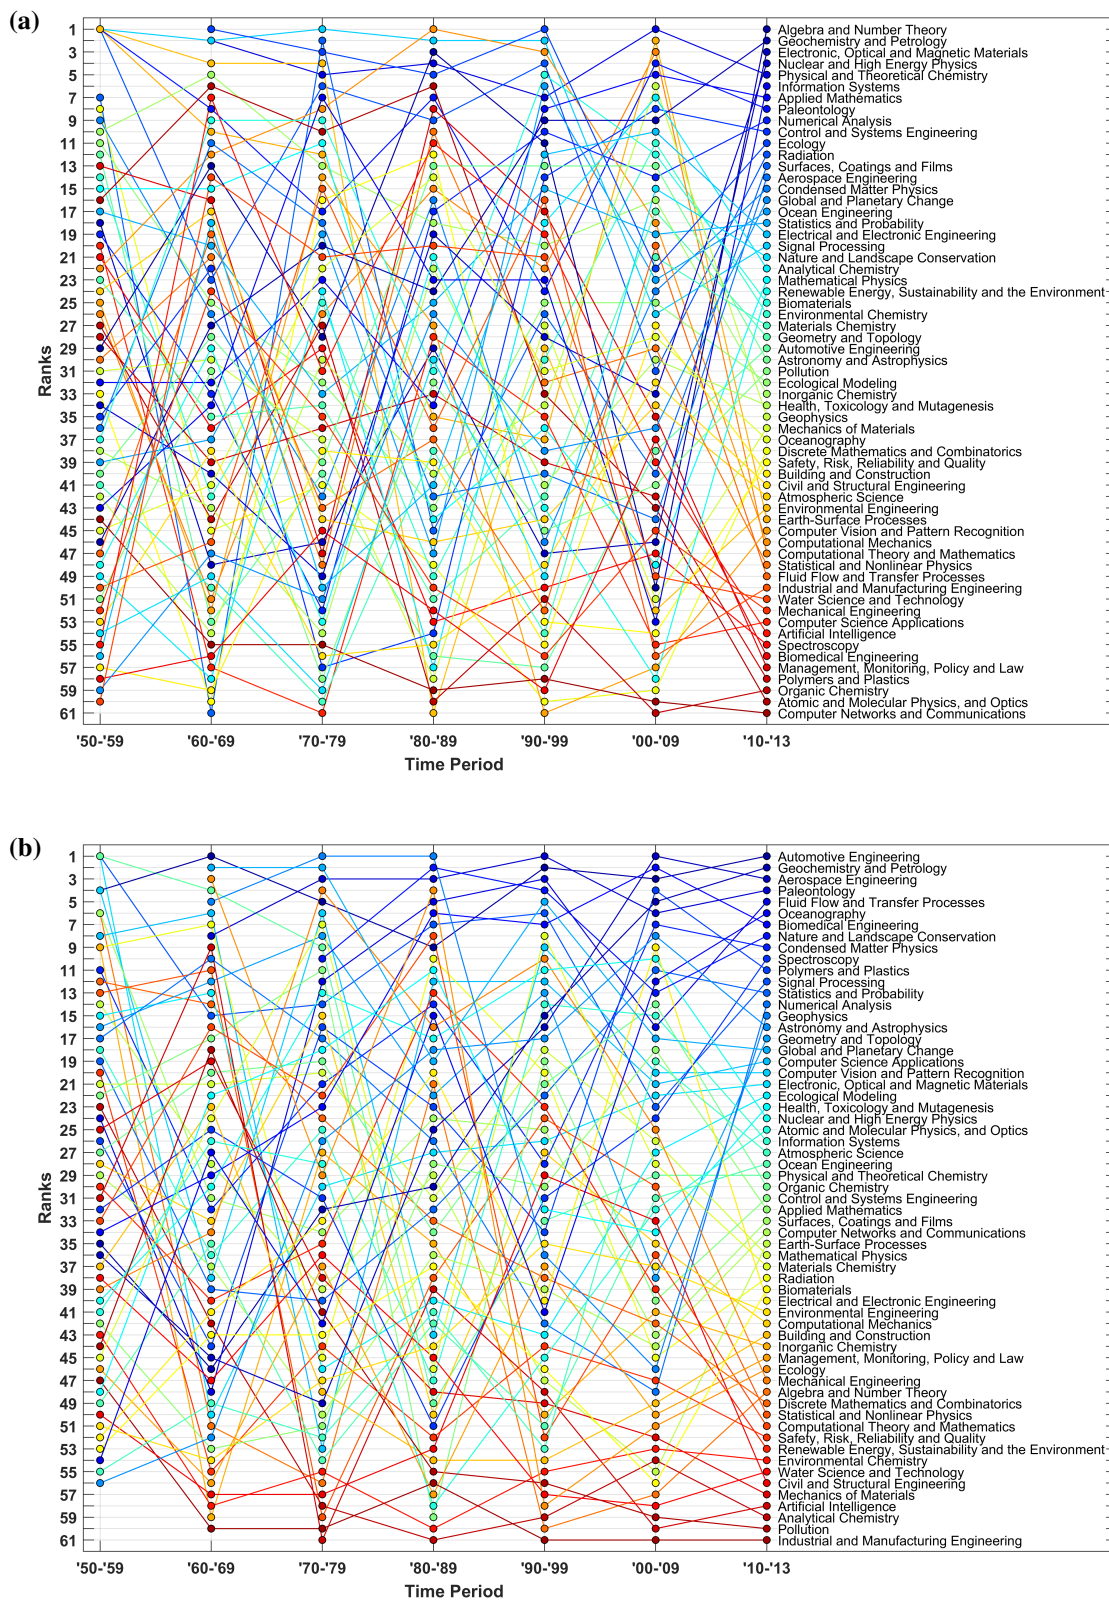 (a)
Ranks
1
3
5
7
9
11
13
15
17
19
21
23
25
27
29
31
33
35
37
39
41
43
45
47
49
51
53
55
57
59
61
Algebra and Number Theory
Geochemistry and Petrology
Electronic, Optical and Magnetic Materials
Nuclear and High Energy Physics
Physical and Theoretical Chemistry
Information Systems
Applied Mathematics
Paleontology
Numerical Analysis
Control and Systems Engineering
Ecology
Radiation
Surfaces, Coatings and Films
Aerospace Engineering
Condensed Matter Physics
Global and Planetary Change
Ocean Engineering
Statistics and Probability
Electrical and Electronic Engineering
Signal Processing
Nature and Landscape Conservation
Analytical Chemistry
Mathematical Physics
Renewable Energy, Sustainability and the Environment
Biomaterials
Environmental Chemistry
Materials Chemistry
Geometry and Topology
Automotive Engineering
Astronomy and Astrophysics
Pollution
Ecological Modeling
Inorganic Chemistry
Health, Toxicology and Mutagenesis
Geophysics
Mechanics of Materials
Oceanography
Discrete Mathematics and Combinatorics
Safety, Risk, Reliability and Quality
Building and Construction
Civil and Structural Engineering
Atmospheric Science
Environmental Engineering
Earth-Surface Processes
Computer Vision and Pattern Recognition
Computational Mechanics
Computational Theory and Mathematics
Statistical and Nonlinear Physics
Fluid Flow and Transfer Processes
Industrial and Manufacturing Engineering
Water Science and Technology
Mechanical Engineering
Computer Science Applications
Artificial Intelligence
Spectroscopy
Biomedical Engineering
Management, Monitoring, Policy and Law
Polymers and Plastics
Organic Chemistry
Atomic and Molecular Physics, and Optics
Computer Networks and Communications
'50-'59 '60-'69 '70-'79 '80-'89 '90-'99 '00-'09 '10-'13
Time Period
(b)
Ranks
1
3
5
7
9
11
13
15
17
19
21
23
25
27
29
31
33
35
37
39
41
43
45
47
49
51
53
55
57
59
61
Automotive Engineering
Geochemistry and Petrology
Aerospace Engineering
Paleontology
Fluid Flow and Transfer Processes
Oceanography
Biomedical Engineering
Nature and Landscape Conservation
Condensed Matter Physics
Spectroscopy
Polymers and Plastics
Signal Processing
Statistics and Probability
Numerical Analysis
Geophysics
Astronomy and Astrophysics
Geometry and Topology
Global and Planetary Change
Computer Science Applications
Computer Vision and Pattern Recognition
Electronic, Optical and Magnetic Materials
Ecological Modeling
Health, Toxicology and Mutagenesis
Nuclear and High Energy Physics
Atomic and Molecular Physics, and Optics
Information Systems
Atmospheric Science
Ocean Engineering
Physical and Theoretical Chemistry
Organic Chemistry
Control and Systems Engineering
Applied Mathematics
Surfaces, Coatings and Films
Computer Networks and Communications
Earth-Surface Processes
Mathematical Physics
Materials Chemistry
Radiation
Biomaterials
Electrical and Electronic Engineering
Environmental Engineering
Computational Mechanics
Building and Construction
Inorganic Chemistry
Management, Monitoring, Policy and Law
Ecology
Mechanical Engineering
Algebra and Number Theory
Discrete Mathematics and Combinatorics
Statistical and Nonlinear Physics
Computational Theory and Mathematics
Safety, Risk, Reliability and Quality
Renewable Energy, Sustainability and the Environment
Environmental Chemistry
Water Science and Technology
Civil and Structural Engineering
Mechanics of Materials
Artificial Intelligence
Analytical Chemistry
Pollution
Industrial and Manufacturing Engineering
'50-'59 '60-'69 '70-'79 '80-'89 '90-'99 '00-'09 '10-'13
Time Period